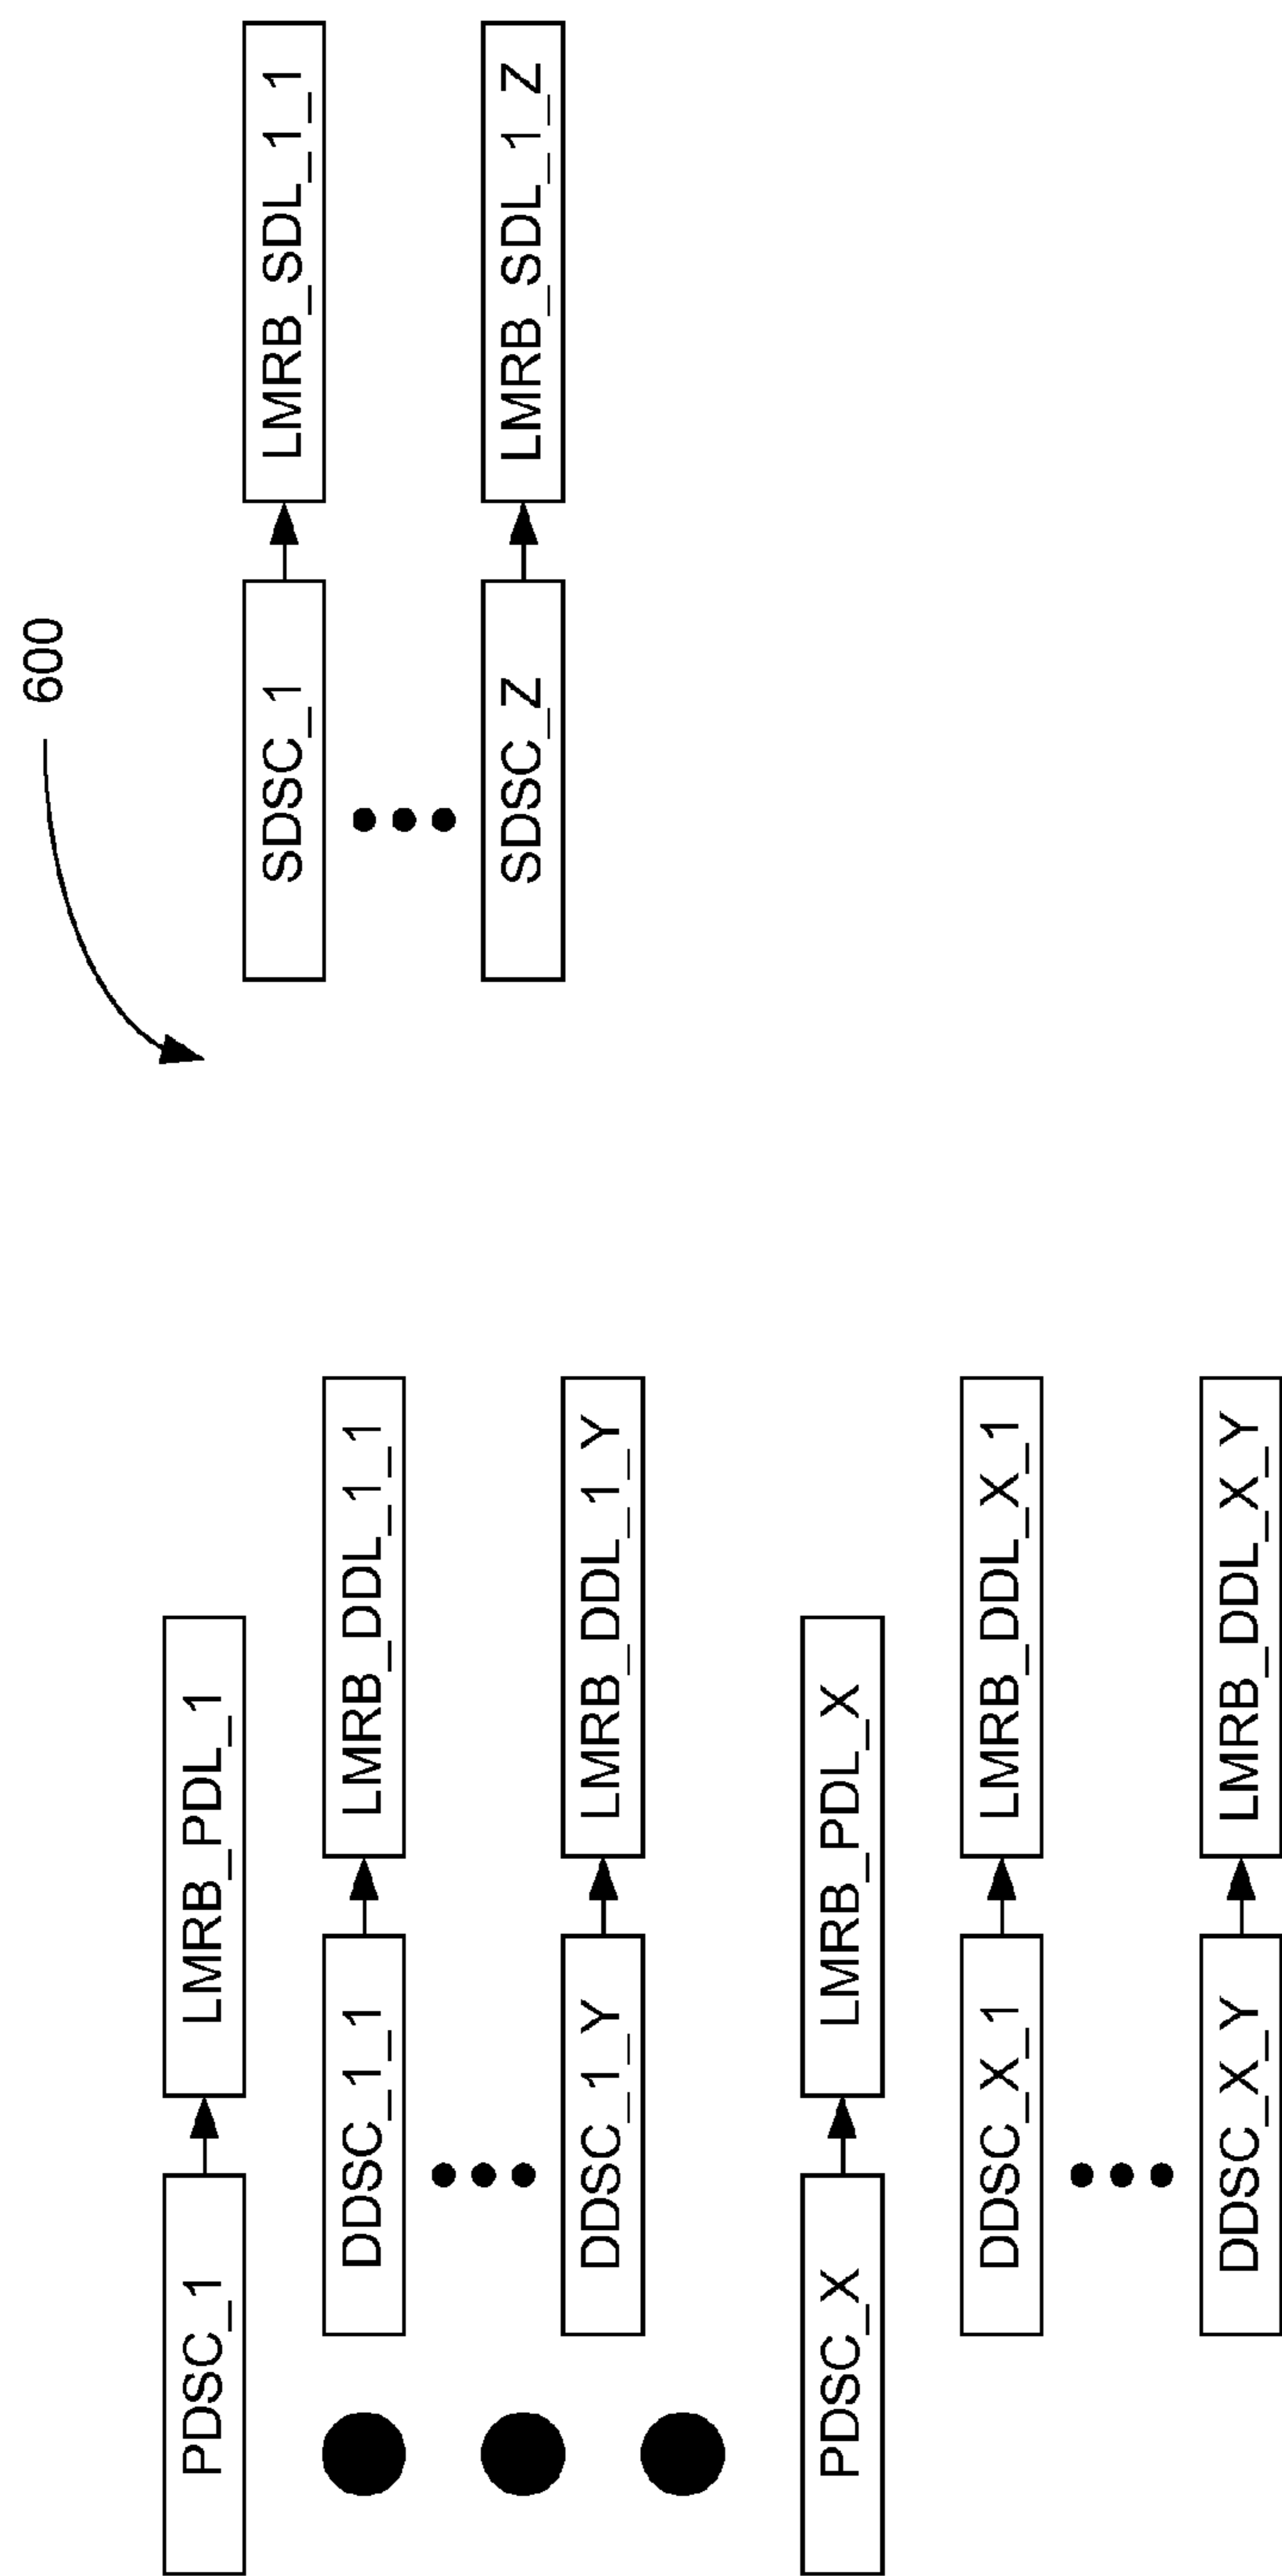 600
PDSC_1
LMRB_PDL_1
DDSC_1_1
LMRB_DDL_1_1
DDSC_1_Y
LMRB_DDL_1_Y
PDSC_X
LMRB_PDL_X
DDSC_X_1
LMRB_DDL_X_1
DDSC_X_Y
LMRB_DDL_X_Y
SDSC_1
LMRB_SDL_1_1
SDSC_Z
LMRB_SDL_1_Z